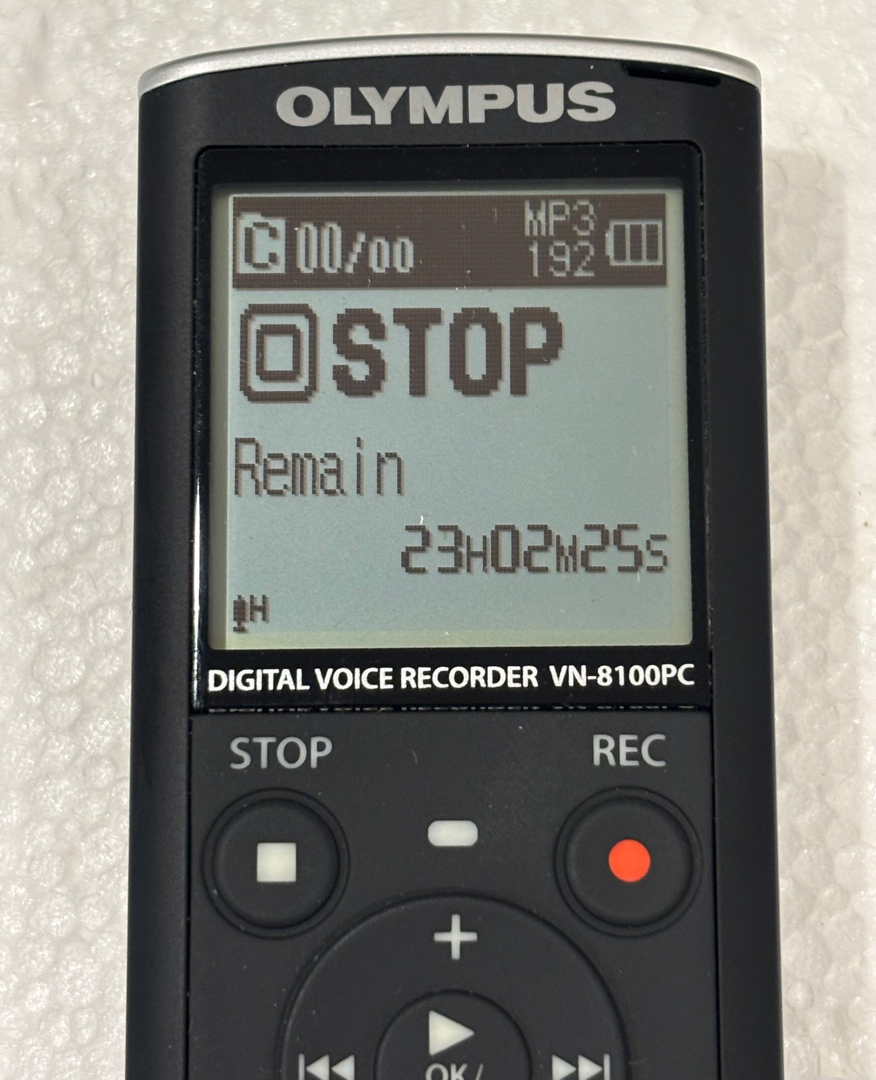 OLYMPUS
C 00/00 MP3 192
STOP
Remain
23H02M25S
H
DIGITAL VOICE RECORDER VN-8100PC
STOP REC
OK/